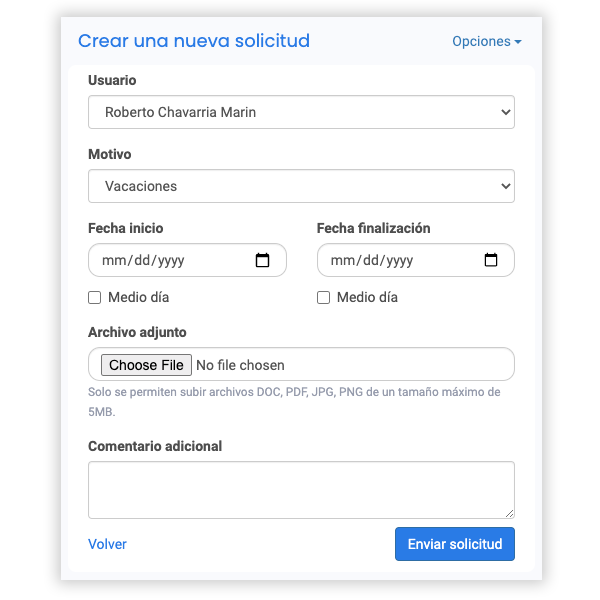 Crear una nueva solicitud
Opciones
Usuario
Roberto Chavarria Marin
Motivo
Vacaciones
Fecha inicio
Fecha finalización
mm/dd/yyyy
mm/dd/yyyy
Medio día
Medio día
Archivo adjunto
Choose File No file chosen
Solo se permiten subir archivos DOC, PDF, JPG, PNG de un tamaño máximo de
5MB.
Comentario adicional
Volver
Enviar solicitud